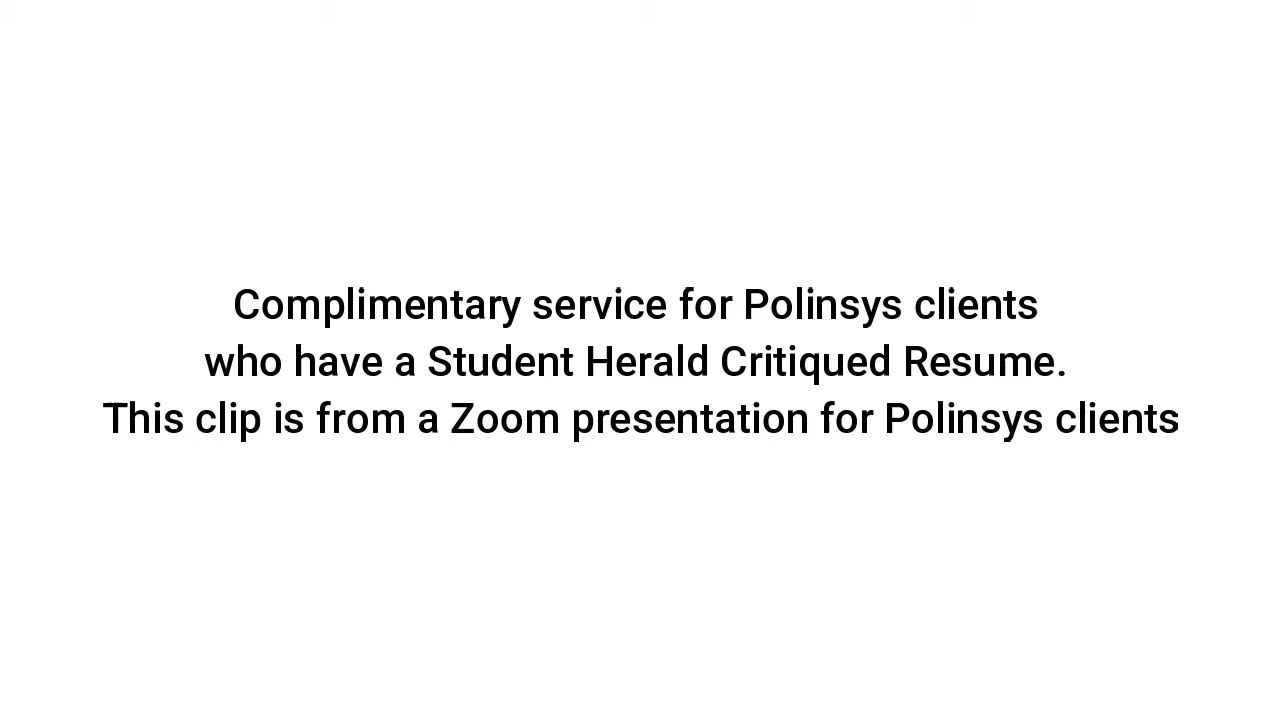 Complimentary service for Polinsys clients
who have a Student Herald Critiqued Resume.
This clip is from a Zoom presentation for Polinsys clients